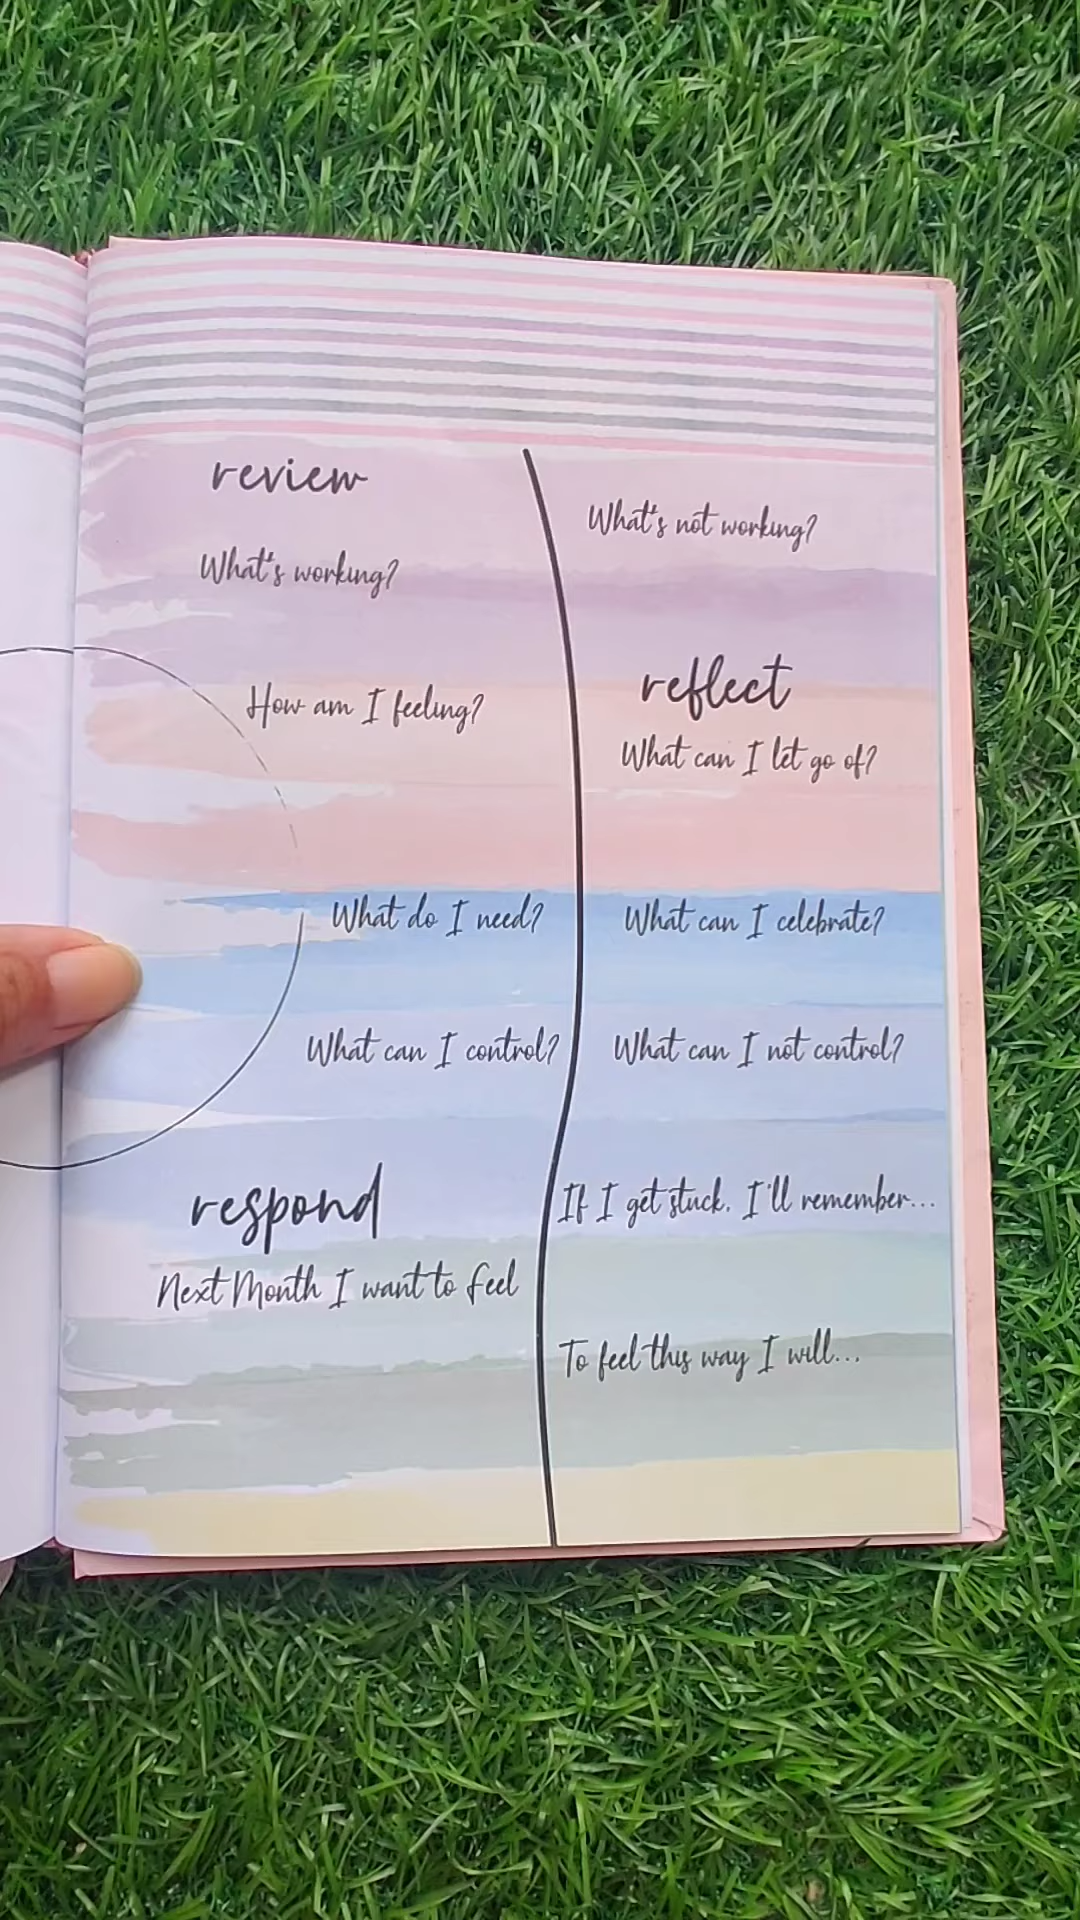 review
What's working?
What's not working?
How am I feeling?
reflect
What can I let go of?
What do I need?
What can I celebrate?
What can I control?
What can I not control?
respond
If I get stuck, I'll remember...
Next Month I want to feel
To feel this way I will...